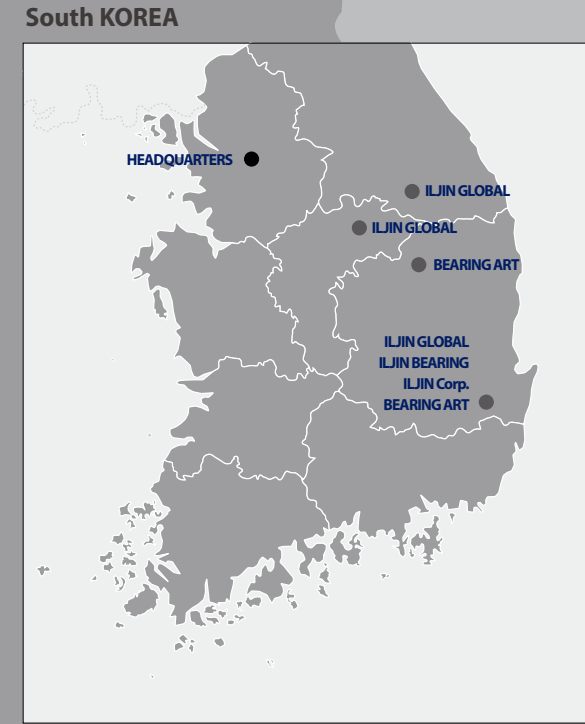 South KOREA
HEADQUARTERS
ILJIN GLOBAL
ILJIN GLOBAL
BEARING ART
ILJIN GLOBAL
ILJIN BEARING
ILJIN Corp.
BEARING ART